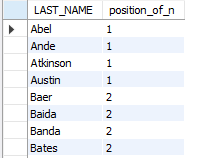 LAST_NAME position_of_n
Abel 1
Ande 1
Atkinson 1
Austin 1
Baer 2
Baida 2
Banda 2
Bates 2